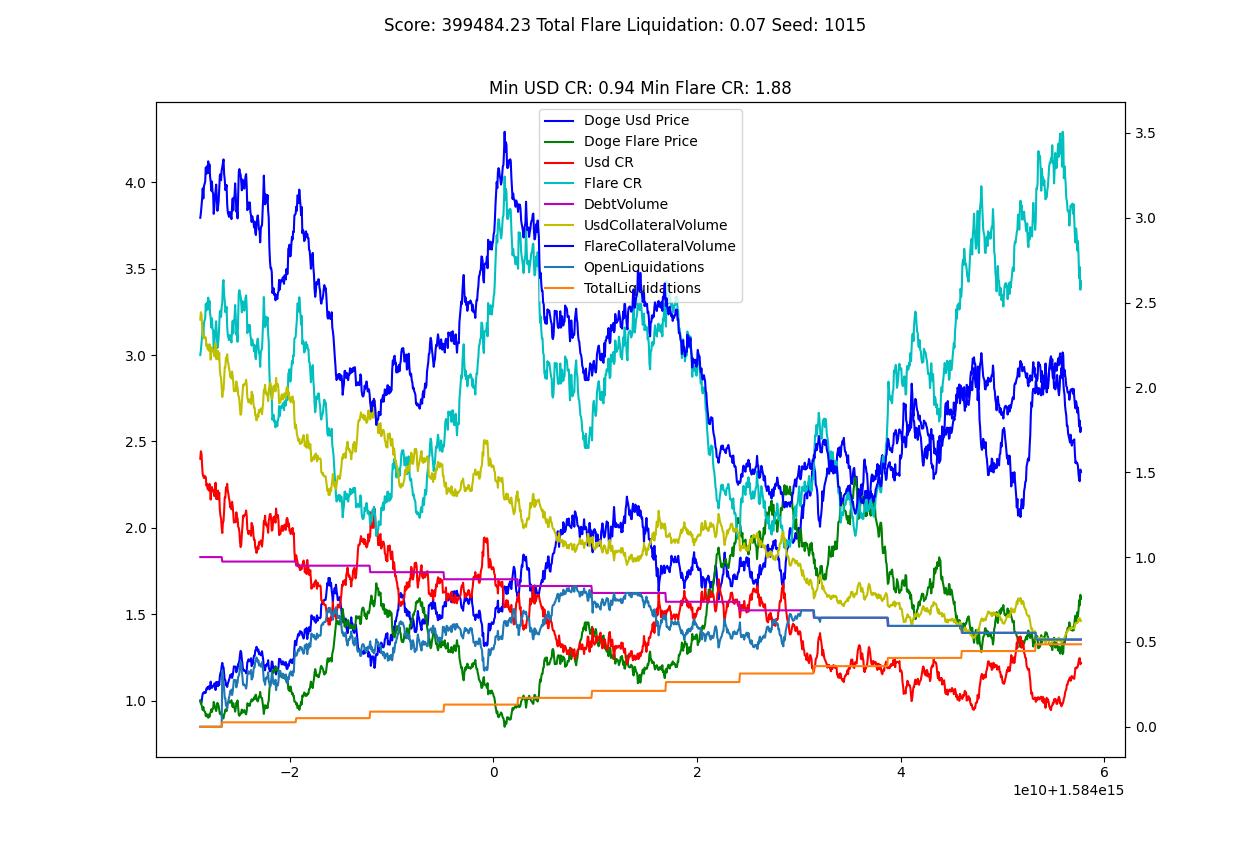 Score: 399484.23 Total Flare Liquidation: 0.07 Seed: 1015
Min USD CR: 0.94 Min Flare CR: 1.88
Doge Usd Price
Doge Flare Price
Usd CR
Flare CR
DebtVolume
UsdCollateralVolume
FlareCollateralVolume
OpenLiquidations
TotalLiquidations
4.0
3.5
3.0
2.5
2.0
1.5
1.0
3.5
3.0
2.5
2.0
1.5
1.0
0.5
0.0
−2
0
2
4
6
1e10+1.584e15